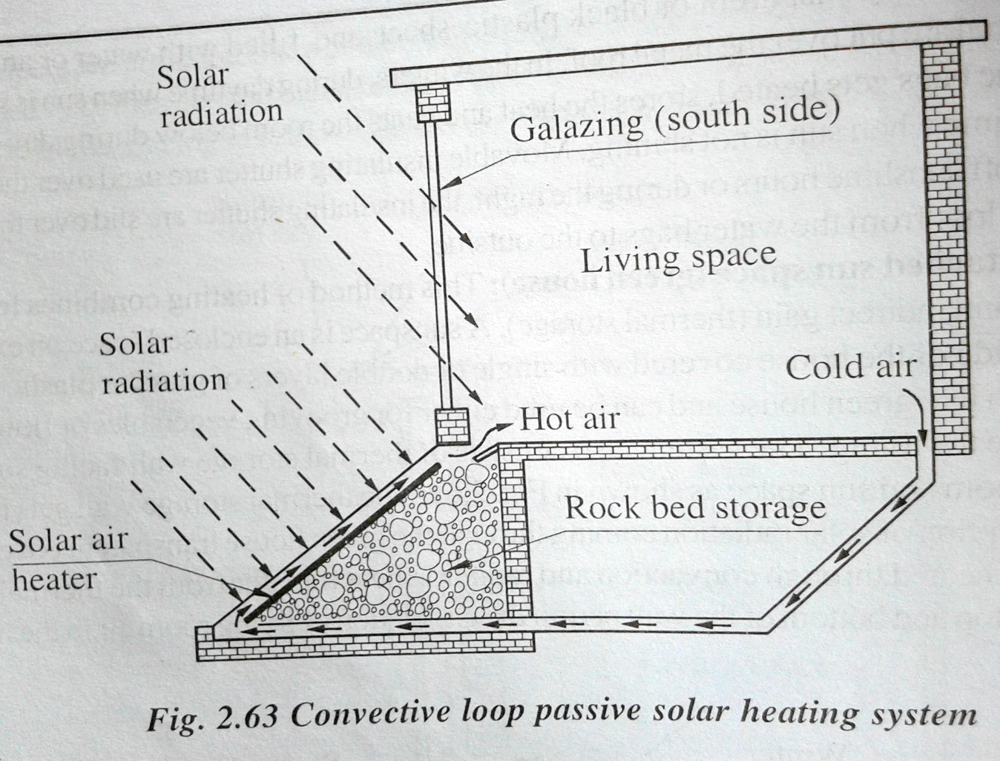 Solar
radiation
Galazing (south side)
Living space
Solar
radiation
Cold air
Hot air
Rock bed storage
Solar air
heater
Fig. 2.63 Convective loop passive solar heating system